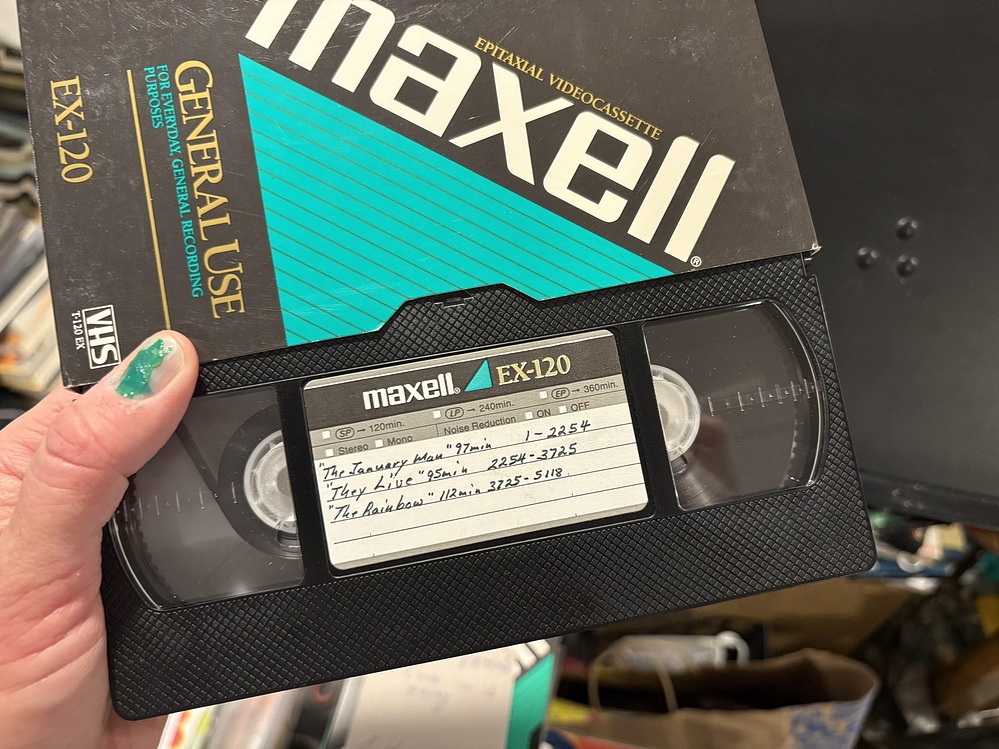 maxell®
EPITAXIAL VIDEOCASSETTE
GENERAL USE
FOR EVERYDAY, GENERAL RECORDING
PURPOSES
EX-120
VHS
T-120 EX
maxell® EX-120
SP → 120min. LP → 240min. EP → 360min.
Stereo Mono Noise Reduction ON OFF
"The January Man" 97min 1-2254
"They Live" 95min 2254-3725
"The Rainbow" 112min 3725-5118